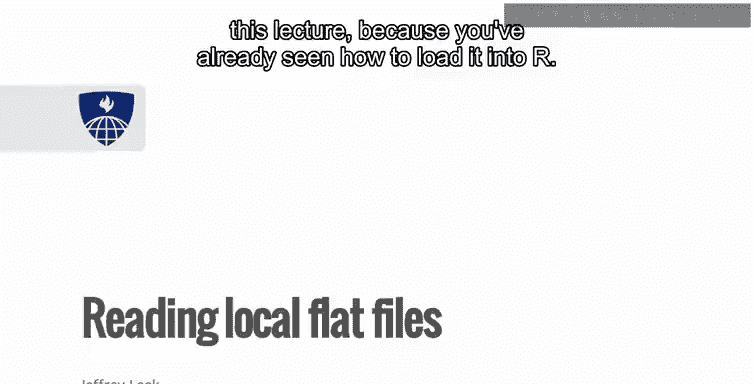 this lecture, because you've
already seen how to load it into R.
Reading local flat files